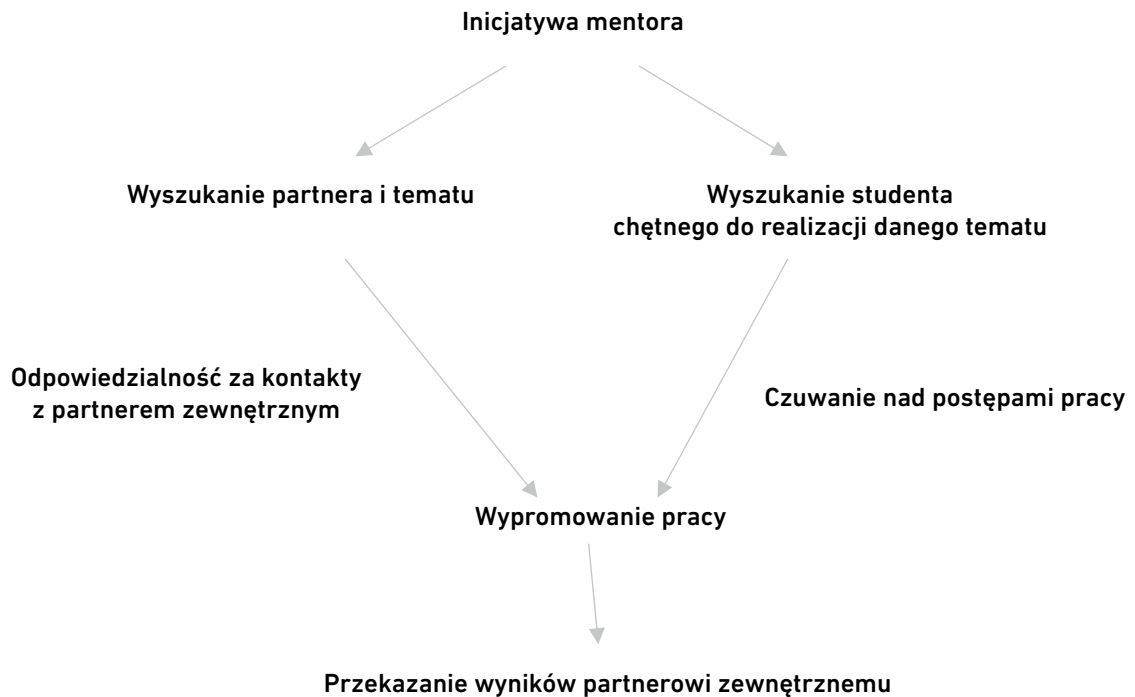 Inicjatywa mentora
Wyszukanie partnera i tematu
Wyszukanie studenta
chętnego do realizacji danego tematu
Odpowiedzialność za kontakty
z partnerem zewnętrznym
Czuwanie nad postępami pracy
Wypromowanie pracy
Przekazanie wyników partnerowi zewnętrznemu